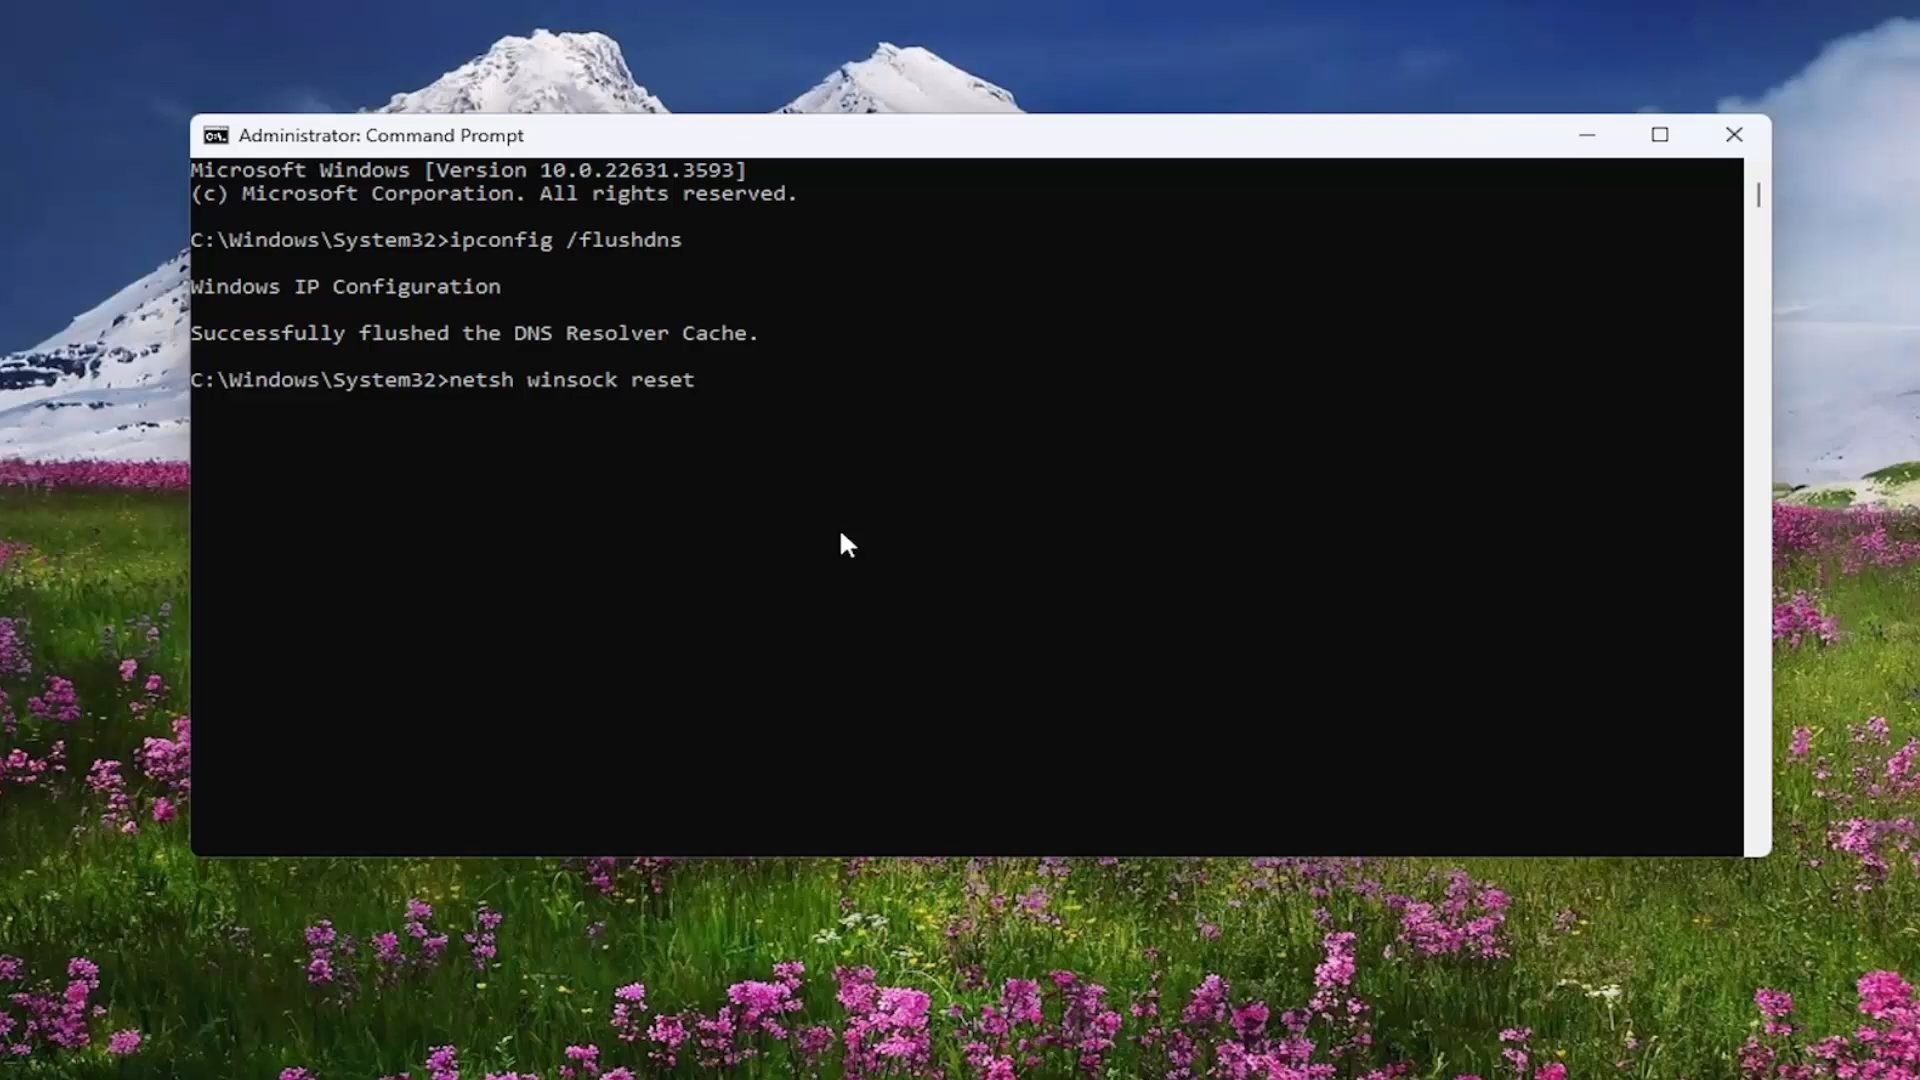 Administrator: Command Prompt
Microsoft Windows [Version 10.0.22631.3593]
(c) Microsoft Corporation. All rights reserved.
C:\Windows\System32>ipconfig /flushdns
Windows IP Configuration
Successfully flushed the DNS Resolver Cache.
C:\Windows\System32>netsh winsock reset